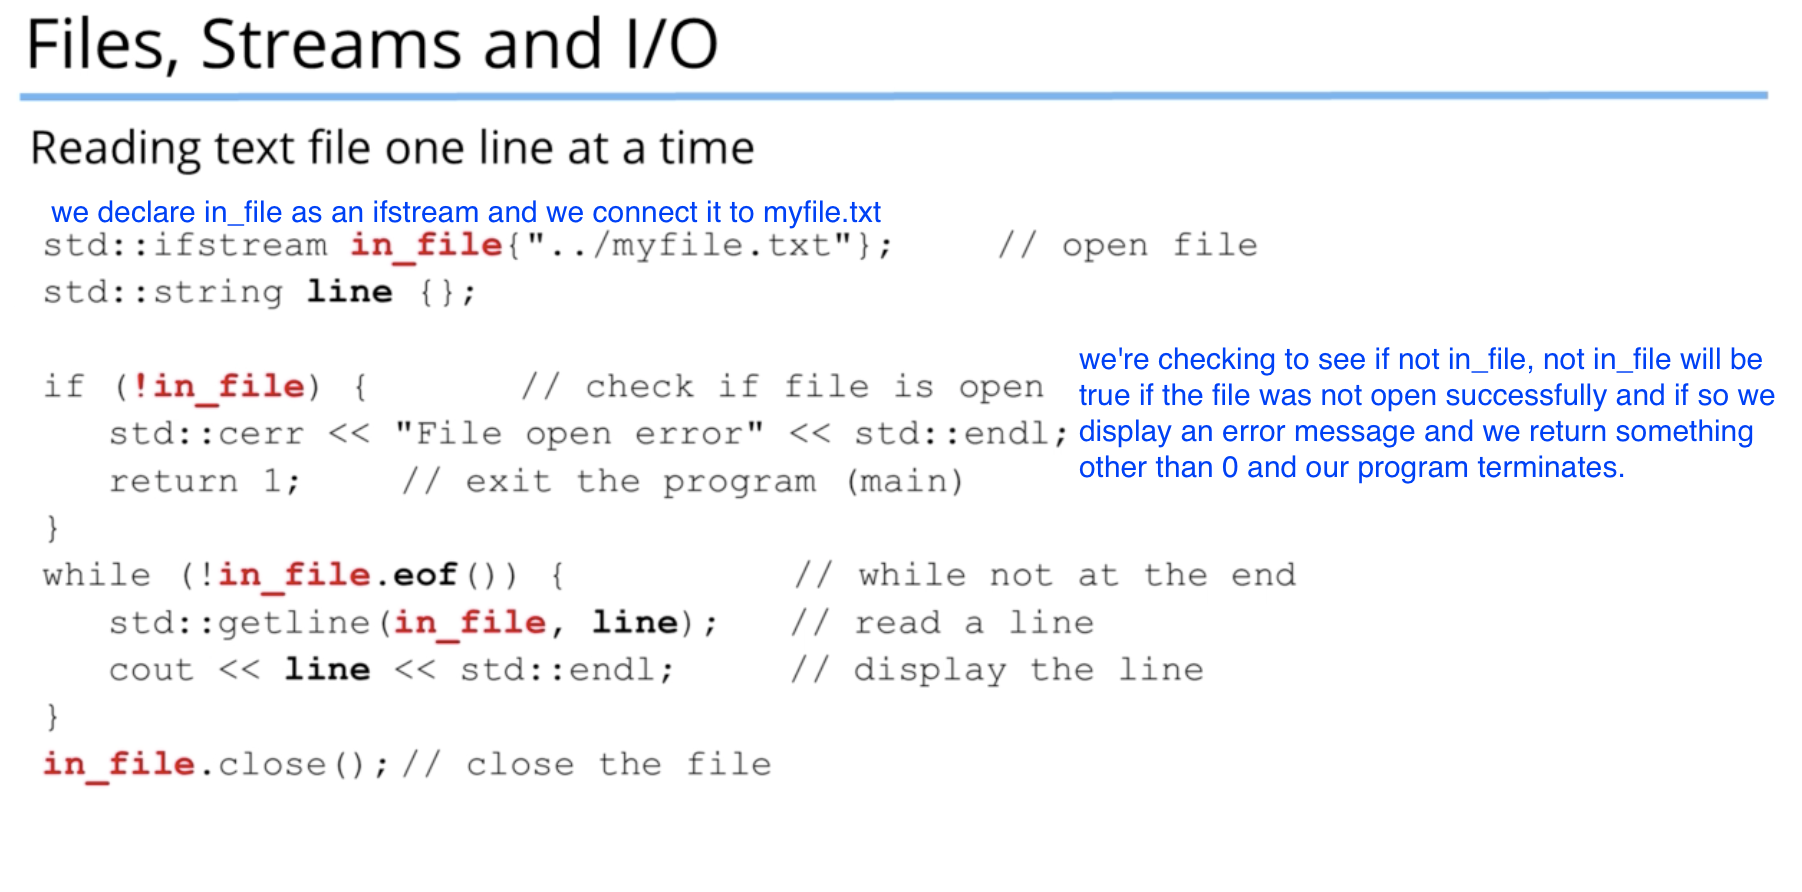 Files, Streams and I/O
Reading text file one line at a time
we declare in_file as an ifstream and we connect it to myfile.txt
std::ifstream in_file{"../myfile.txt"};     // open file
std::string line {};
if (!in_file) {       // check if file is open
we're checking to see if not in_file, not in_file will be
true if the file was not open successfully and if so we
display an error message and we return something
other than 0 and our program terminates.
   std::cerr << "File open error" << std::endl;
   return 1;     // exit the program (main)
}
while (!in_file.eof()) {           // while not at the end
   std::getline(in_file, line);   // read a line
   cout << line << std::endl;     // display the line
}
in_file.close();// close the file